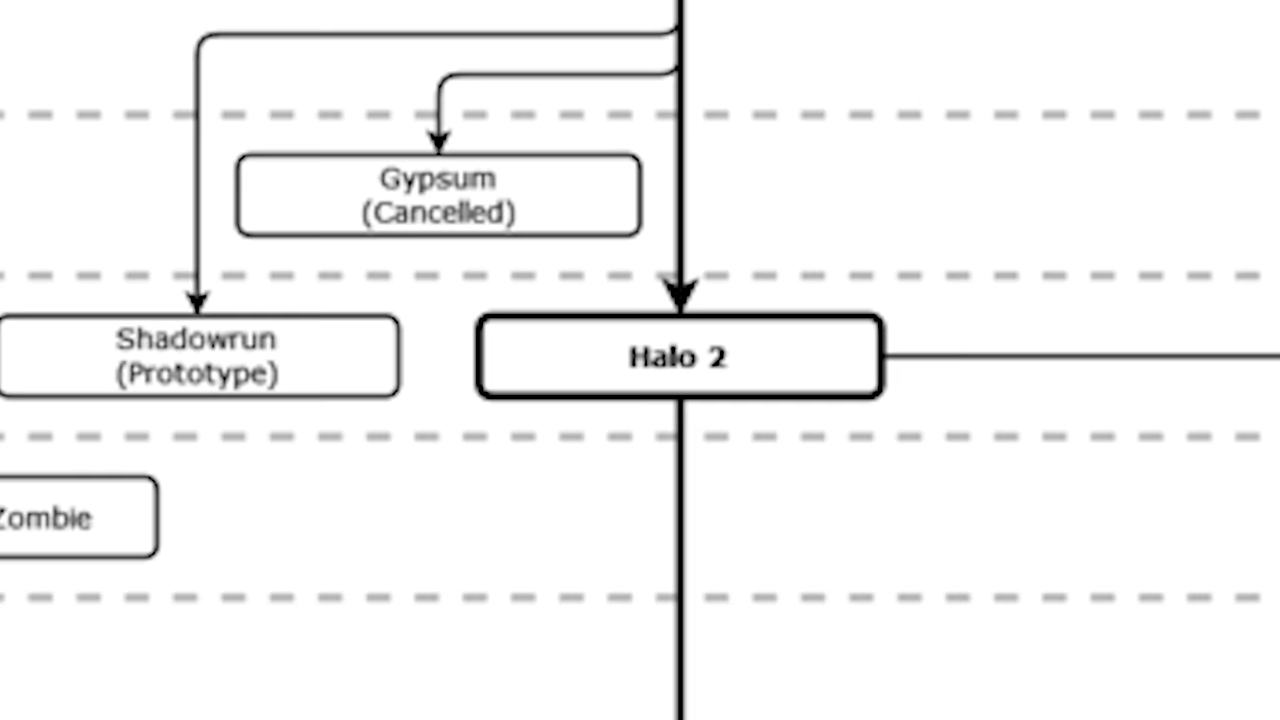 Gypsum
(Cancelled)
Shadowrun
(Prototype)
Halo 2
Zombie